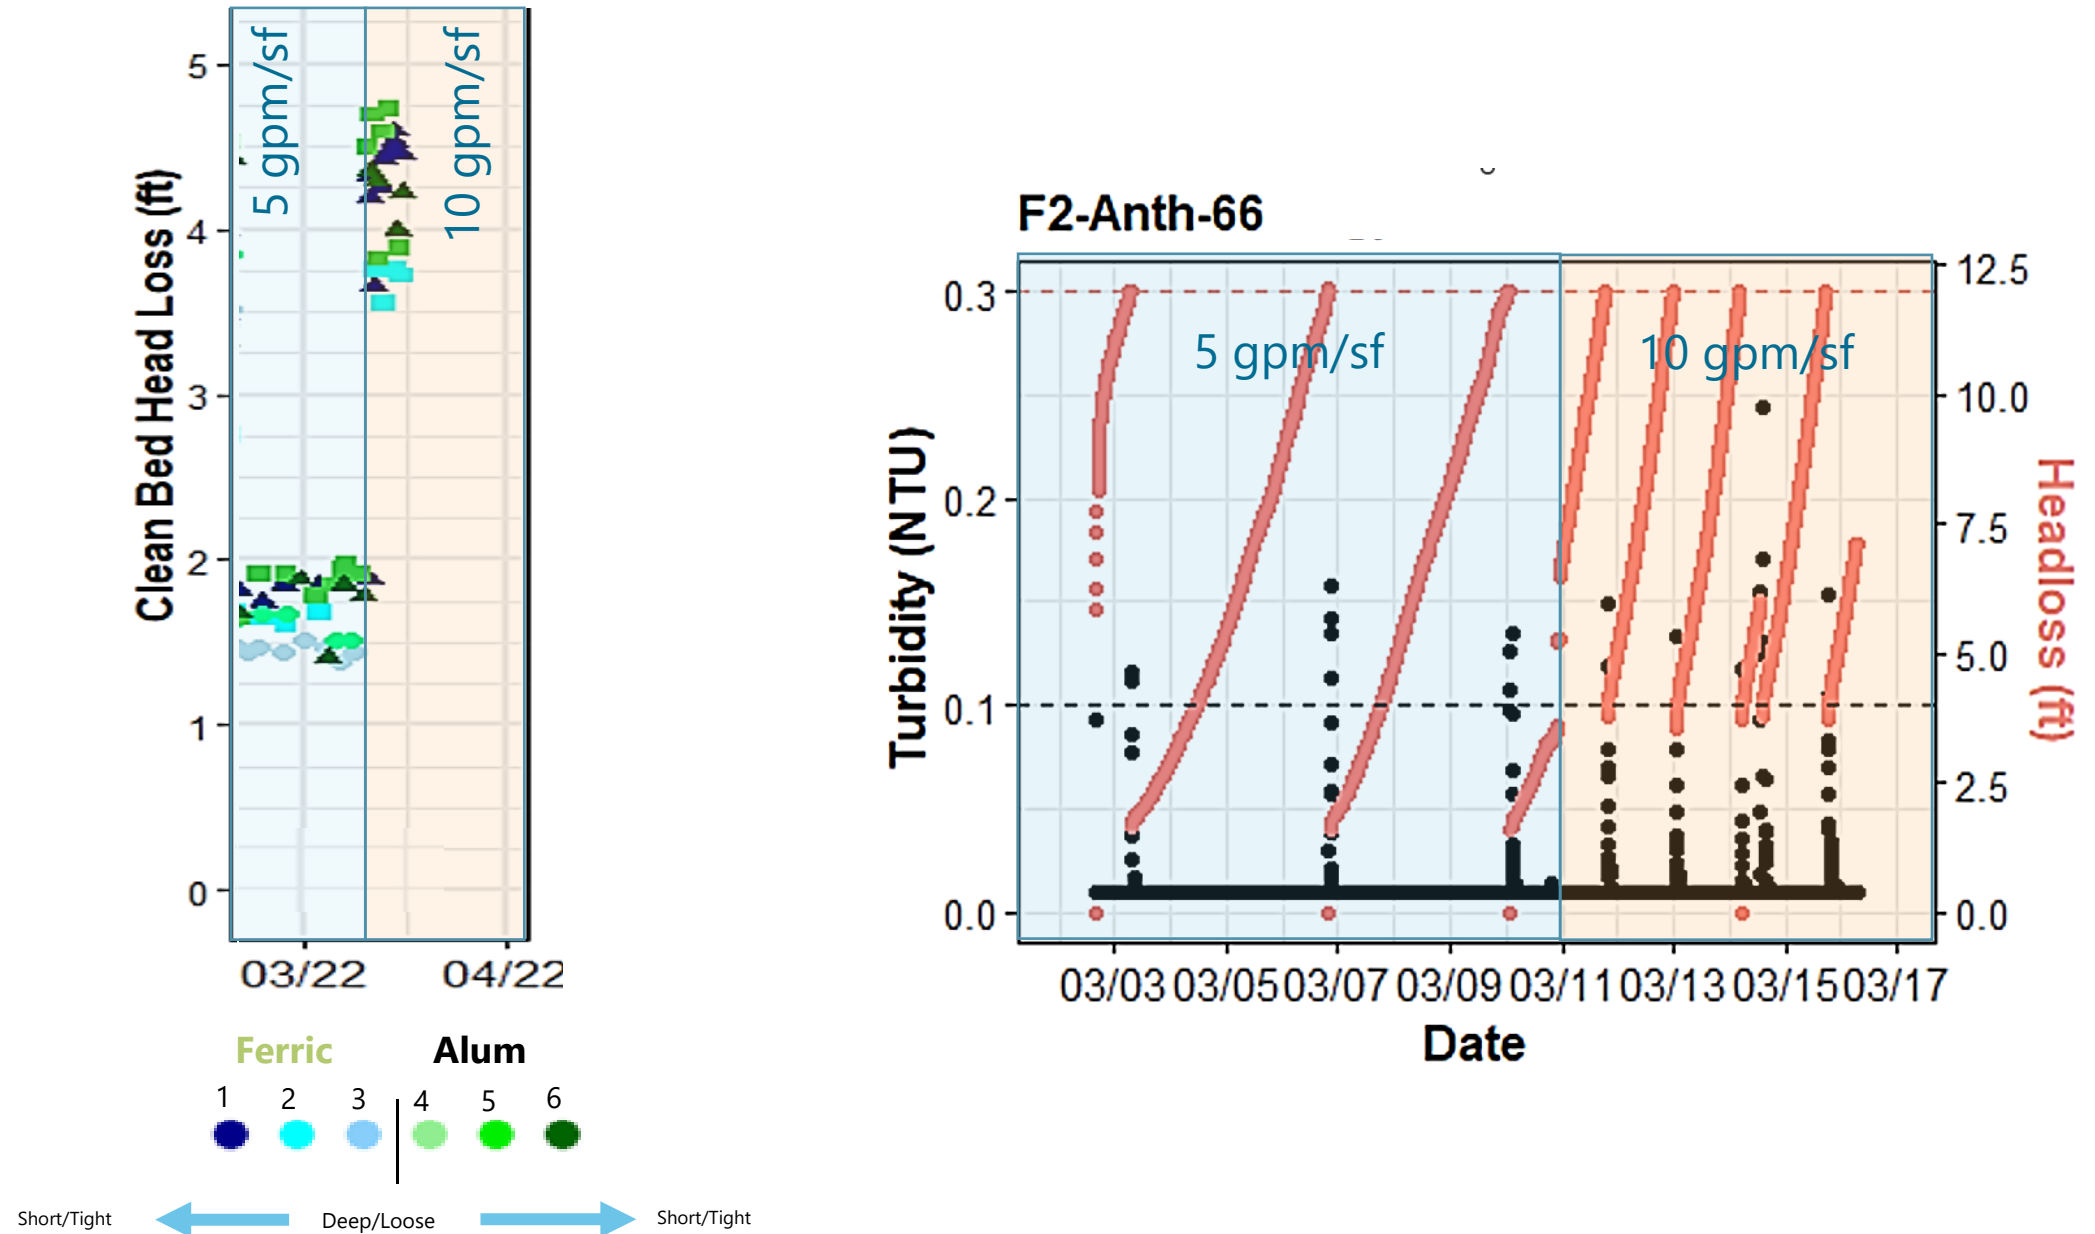 5 gpm/sf
10 gpm/sf
Clean Bed Head Loss (ft)
5
4
3
2
1
0
03/22
04/22
Ferric
Alum
1
2
3
4
5
6
Short/Tight
Deep/Loose
Short/Tight
F2-Anth-66
5 gpm/sf
10 gpm/sf
Turbidity (NTU)
0.3
0.2
0.1
0.0
12.5
10.0
7.5
5.0
2.5
0.0
Headloss (ft)
03/03 03/05 03/07 03/09 03/11 03/13 03/15 03/17
Date